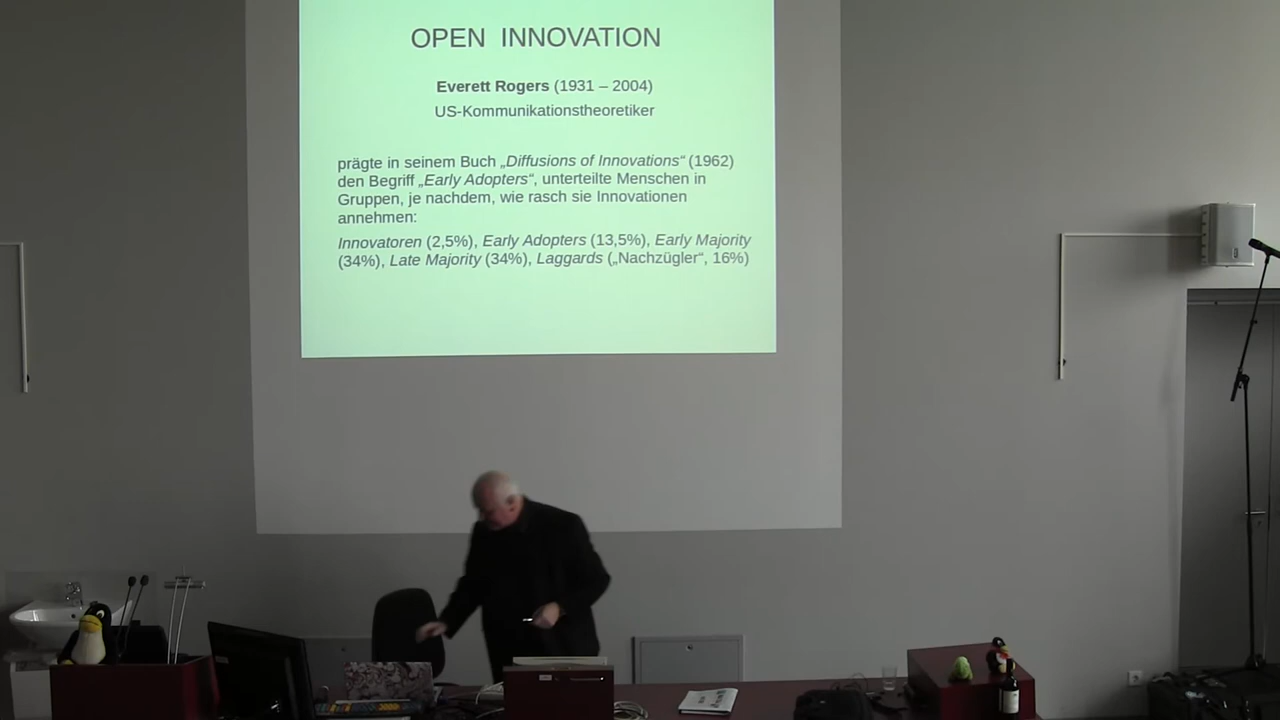 OPEN INNOVATION
Everett Rogers (1931 – 2004)
US-Kommunikationstheoretiker
prägte in seinem Buch „Diffusions of Innovations“ (1962)
den Begriff „Early Adopters“, unterteilte Menschen in
Gruppen, je nachdem, wie rasch sie Innovationen
annehmen:
Innovatoren (2,5%), Early Adopters (13,5%), Early Majority
(34%), Late Majority (34%), Laggards („Nachzügler“, 16%)